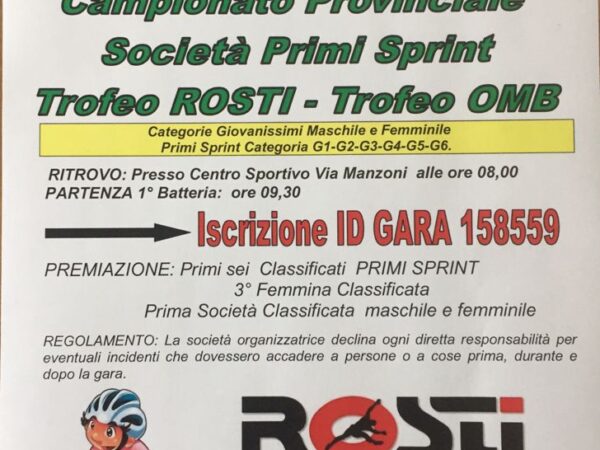 Campionato Provinciale
Società Primi Sprint
Trofeo ROSTI - Trofeo OMB
Categorie Giovanissimi Maschile e Femminile
Primi Sprint Categoria G1-G2-G3-G4-G5-G6.
RITROVO: Presso Centro Sportivo Via Manzoni alle ore 08,00
PARTENZA 1° Batteria: ore 09,30
Iscrizione ID GARA 158559
PREMIAZIONE: Primi sei Classificati PRIMI SPRINT
3° Femmina Classificata
Prima Società Classificata maschile e femminile
REGOLAMENTO: La società organizzatrice declina ogni diretta responsabilità per
eventuali incidenti che dovessero accadere a persone o a cose prima, durante e
dopo la gara.
ROSTi